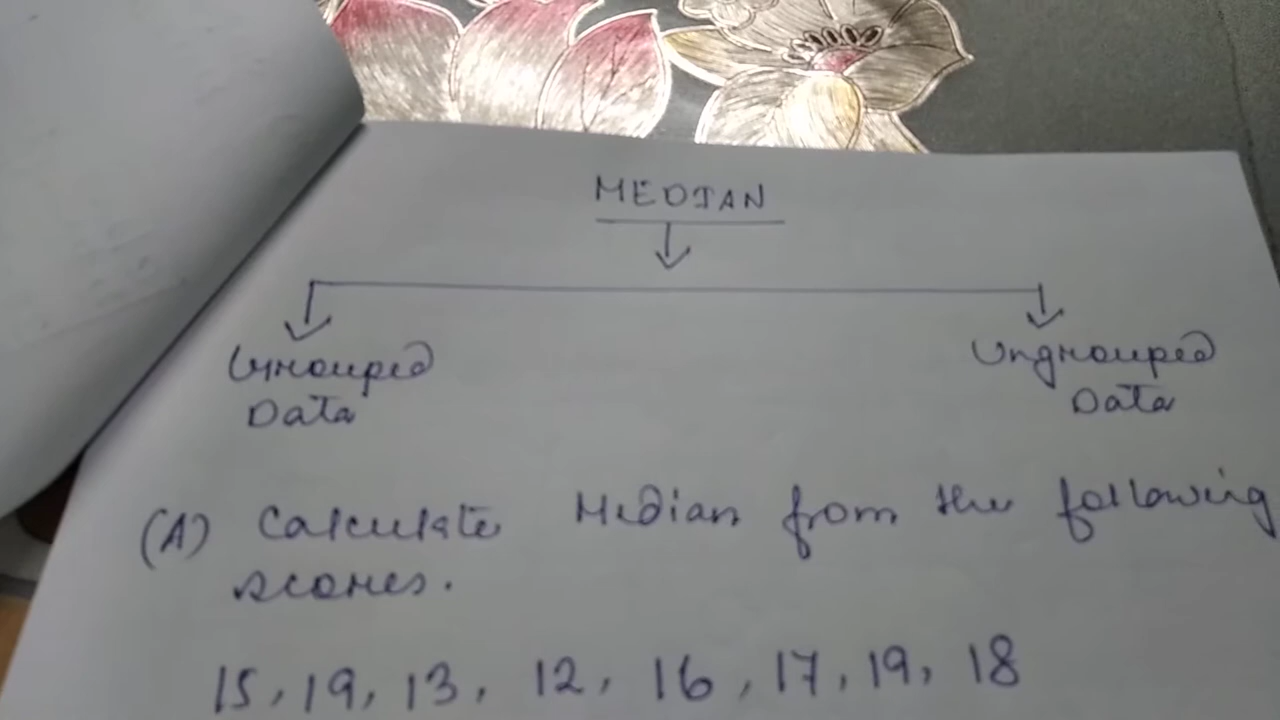 MEDIAN
Grouped
Data
Ungrouped
Data
(A) Calculate Median from the following
scores.
15, 19, 13, 12, 16, 17, 19, 18